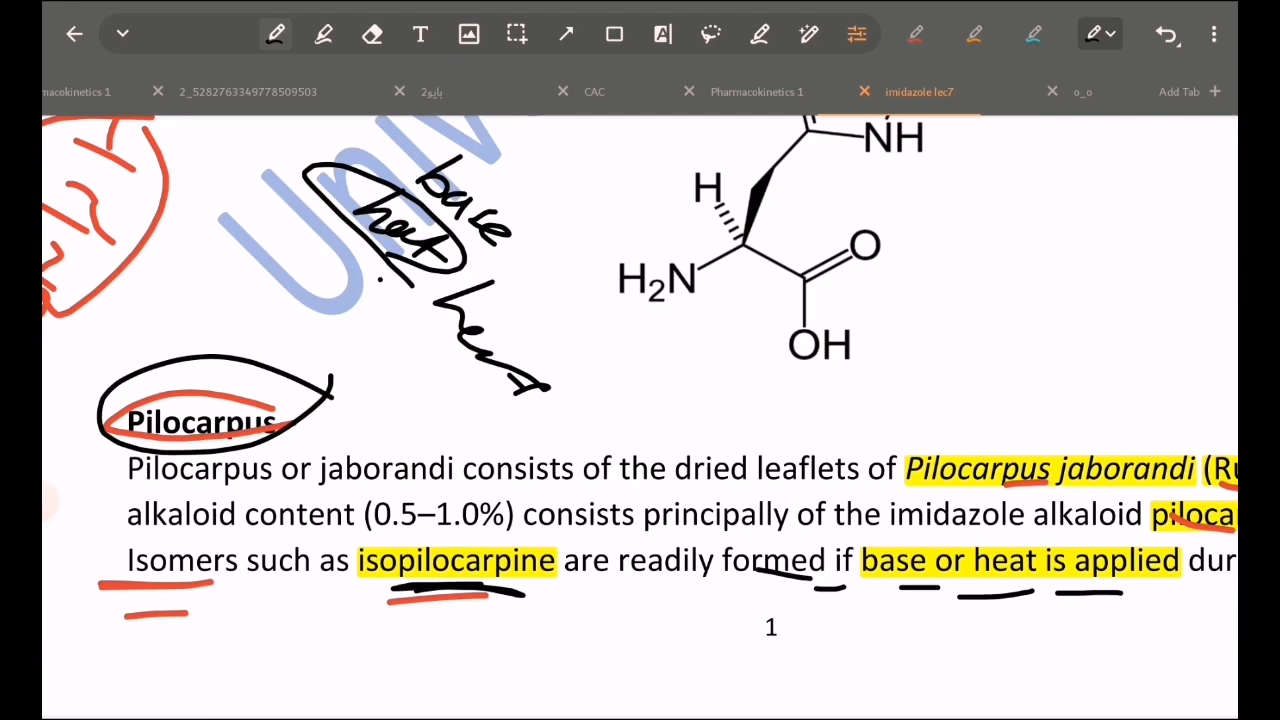 T A
macokinetics 1 2_5282763349778509503 بايو2 CAC Pharmacokinetics 1 imidazole lec7 o_o Add Tab +
Univ
base
heat
NH
H
O
H₂N
OH
Pilocarpus
Pilocarpus or jaborandi consists of the dried leaflets of Pilocarpus jaborandi (Ru
alkaloid content (0.5–1.0%) consists principally of the imidazole alkaloid piloca
Isomers such as isopilocarpine are readily formed if base or heat is applied dur
1